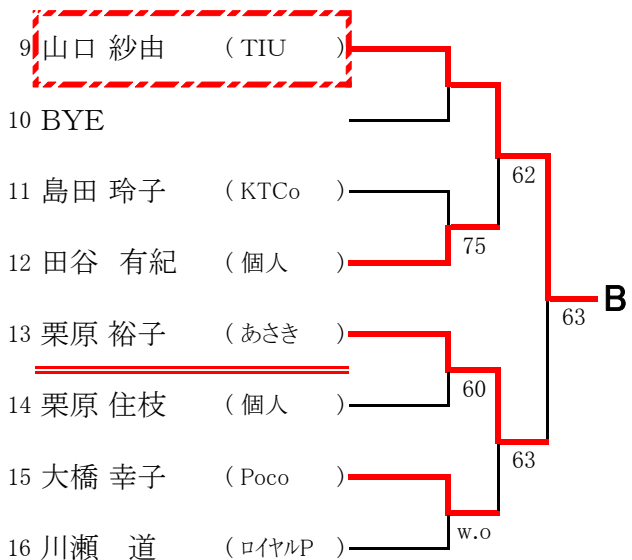 9 山口 紗由 ( TIU )
10 BYE
62
11 島田 玲子 ( KTCo )
75
12 田谷 有紀 ( 個人 )
B
63
13 栗原 裕子 ( あさき )
60
14 栗原 住枝 ( 個人 )
63
15 大橋 幸子 ( Poco )
w.o
16 川瀬 道 ( ロイヤルP )